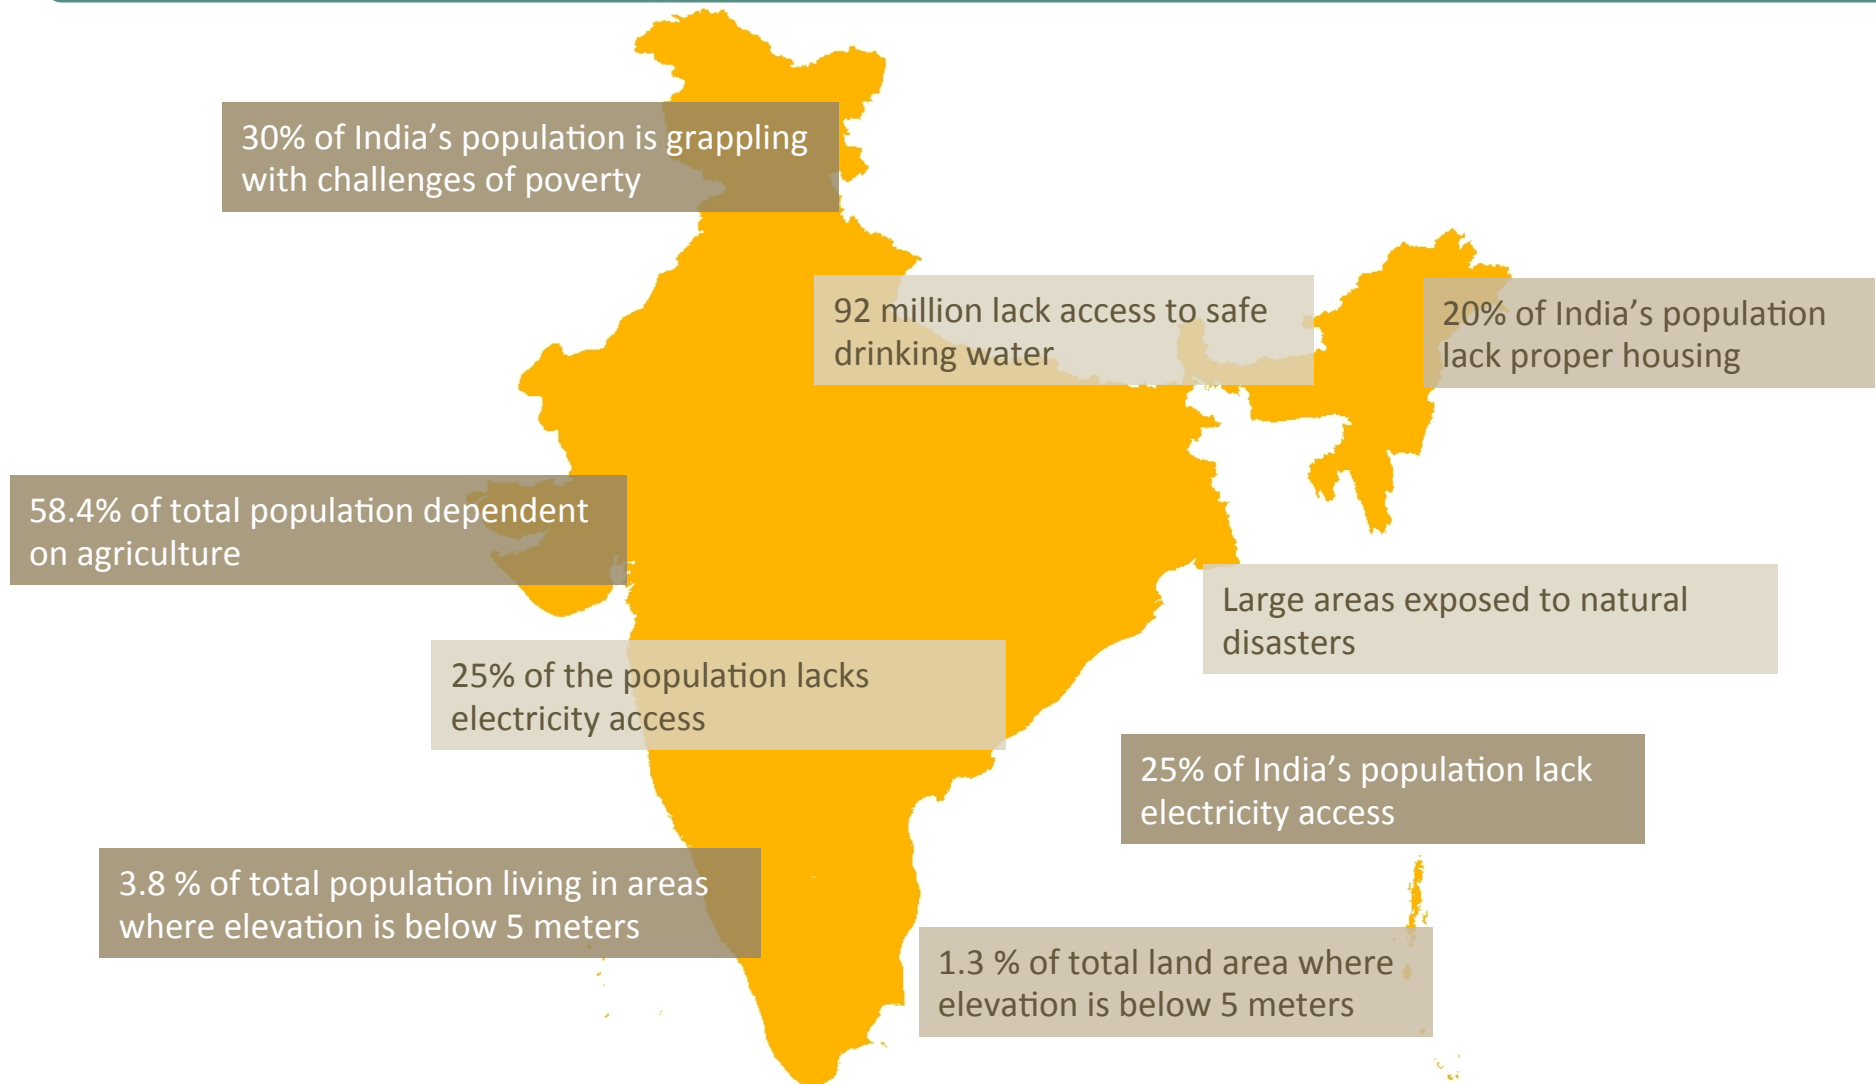 30% of India’s population is grappling
with challenges of poverty
92 million lack access to safe
drinking water
20% of India’s population
lack proper housing
58.4% of total population dependent
on agriculture
Large areas exposed to natural
disasters
25% of the population lacks
electricity access
25% of India’s population lack
electricity access
3.8 % of total population living in areas
where elevation is below 5 meters
1.3 % of total land area where
elevation is below 5 meters